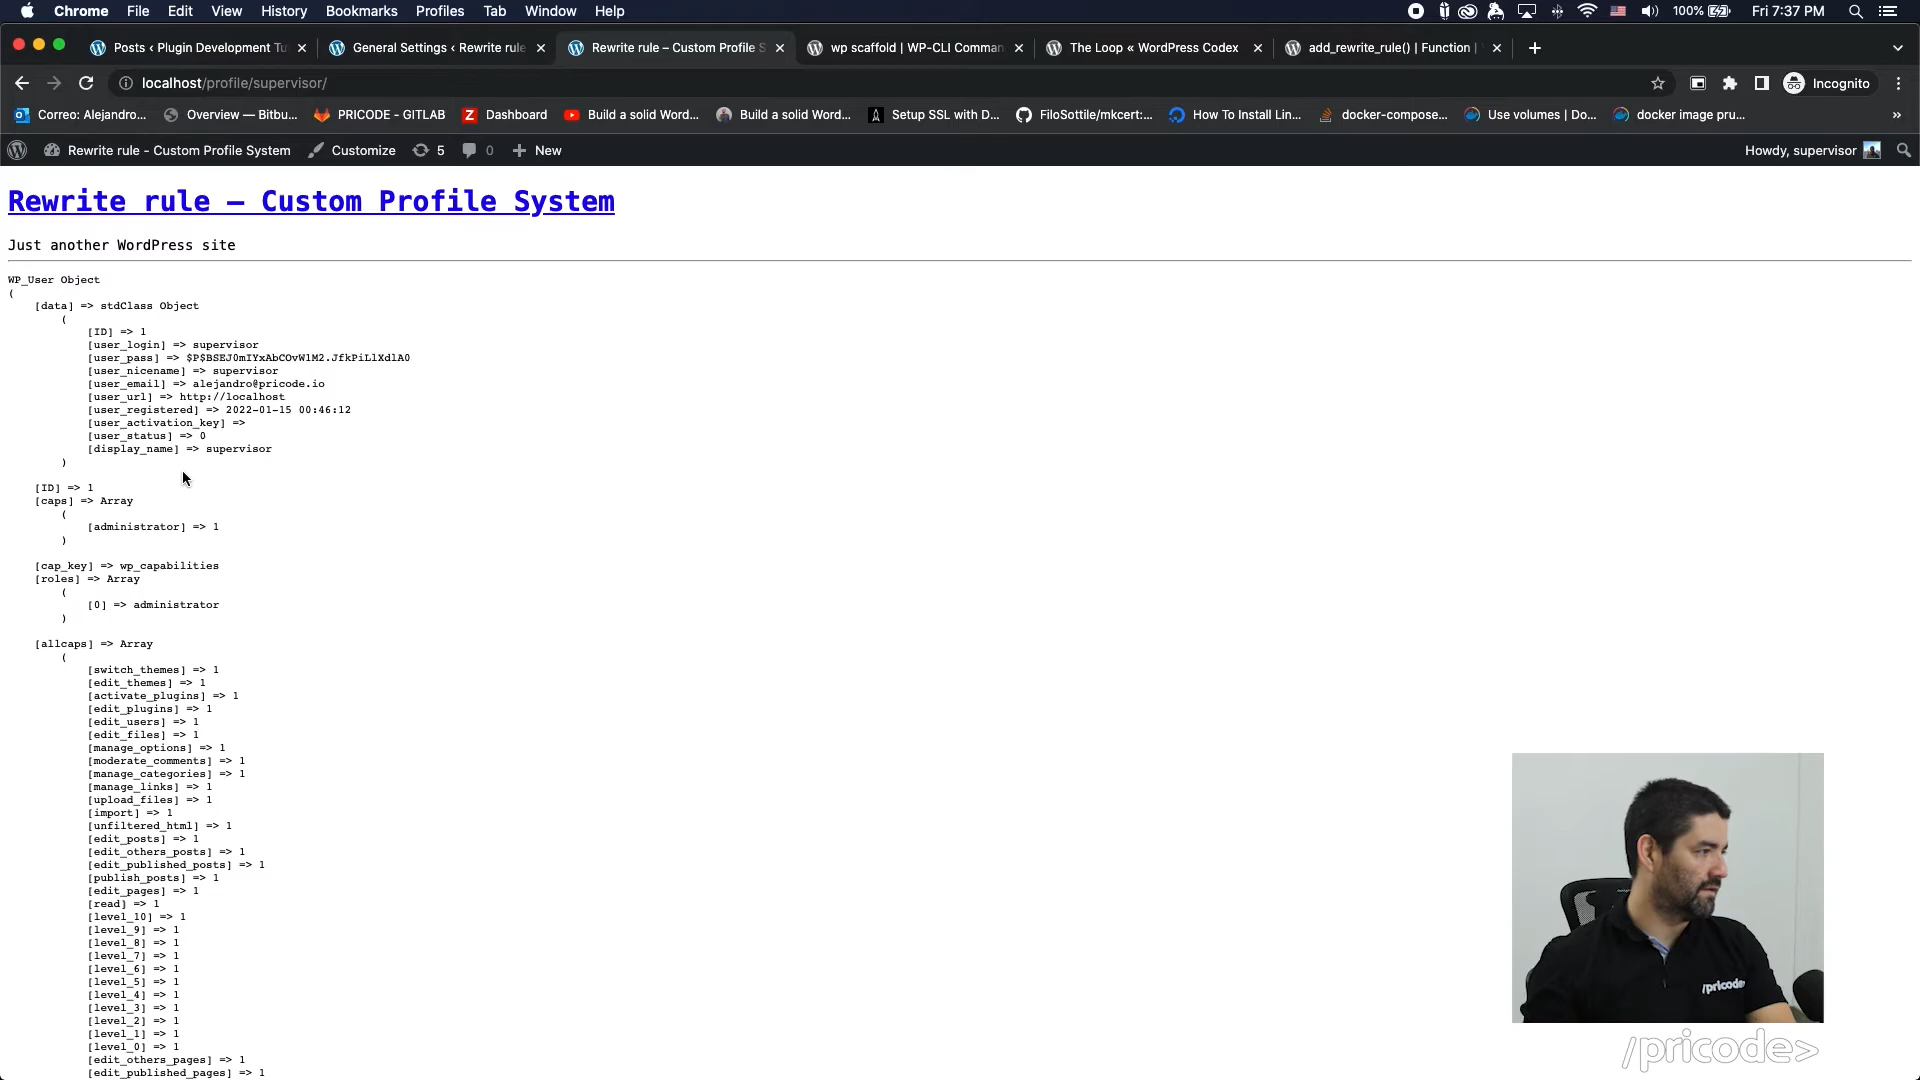 Chrome File Edit View History Bookmarks Profiles Tab Window Help 100% Fri 7:37 PM
Posts ‹ Plugin Development Tu General Settings ‹ Rewrite rule Rewrite rule – Custom Profile S wp scaffold | WP-CLI Comman The Loop « WordPress Codex add_rewrite_rule() | Function |
localhost/profile/supervisor/ Incognito
Correo: Alejandro... Overview — Bitbu... PRICODE - GITLAB Dashboard Build a solid Word... Build a solid Word... Setup SSL with D... FiloSottile/mkcert:... How To Install Lin... docker-compose... Use volumes | Do... docker image pru... »
Rewrite rule - Custom Profile System Customize 5 0 + New Howdy, supervisor
Rewrite rule – Custom Profile System
Just another WordPress site
WP_User Object
(
[data] => stdClass Object
(
[ID] => 1
[user_login] => supervisor
[user_pass] => $P$BSEJ0mIYxAbCOvW1M2.JfkPiLlXdlA0
[user_nicename] => supervisor
[user_email] => alejandro@pricode.io
[user_url] => http://localhost
[user_registered] => 2022-01-15 00:46:12
[user_activation_key] =>
[user_status] => 0
[display_name] => supervisor
)
[ID] => 1
[caps] => Array
(
[administrator] => 1
)
[cap_key] => wp_capabilities
[roles] => Array
(
[0] => administrator
)
[allcaps] => Array
(
[switch_themes] => 1
[edit_themes] => 1
[activate_plugins] => 1
[edit_plugins] => 1
[edit_users] => 1
[edit_files] => 1
[manage_options] => 1
[moderate_comments] => 1
[manage_categories] => 1
[manage_links] => 1
[upload_files] => 1
[import] => 1
[unfiltered_html] => 1
[edit_posts] => 1
[edit_others_posts] => 1
[edit_published_posts] => 1
[publish_posts] => 1
[edit_pages] => 1
[read] => 1
[level_10] => 1
[level_9] => 1
[level_8] => 1
[level_7] => 1
[level_6] => 1
[level_5] => 1
[level_4] => 1
[level_3] => 1
[level_2] => 1
[level_1] => 1
[level_0] => 1
[edit_others_pages] => 1
[edit_published_pages] => 1
/pricode>
/pricode>